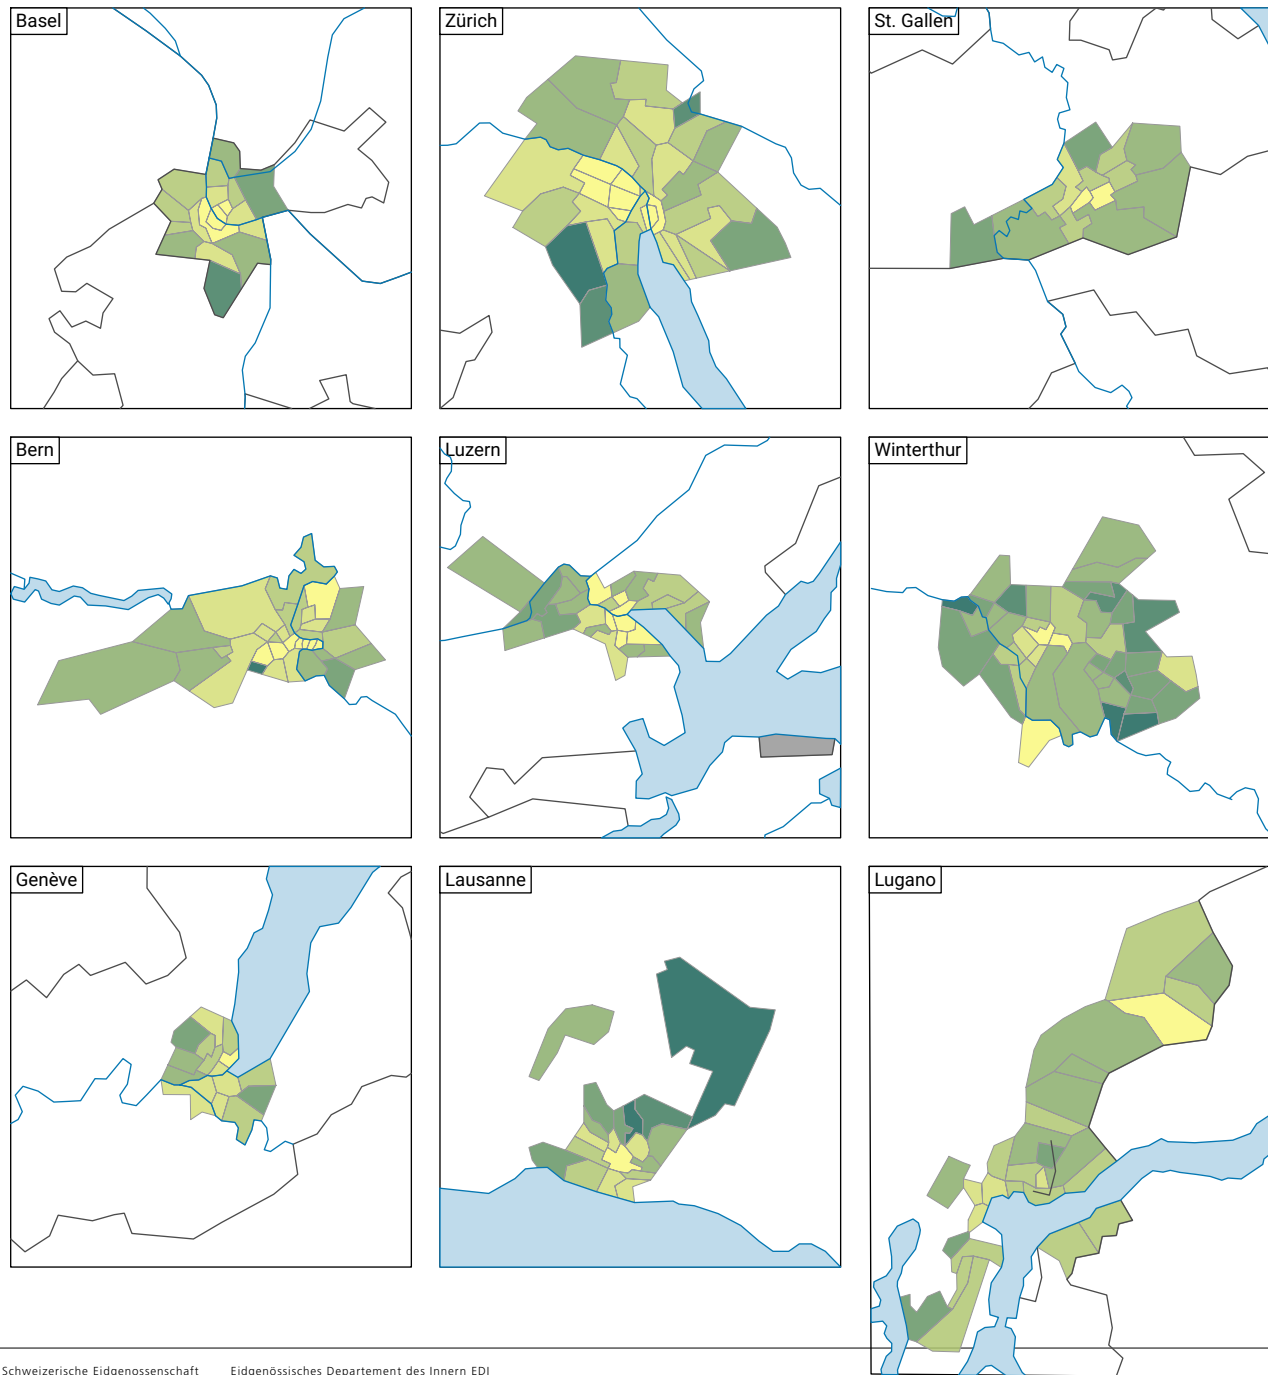 Basel
Zürich
St. Gallen
Bern
Luzern
Winterthur
Genève
Lausanne
Lugano
Schweizerische Eidgenossenschaft Eidgenössisches Departement des Innern EDI